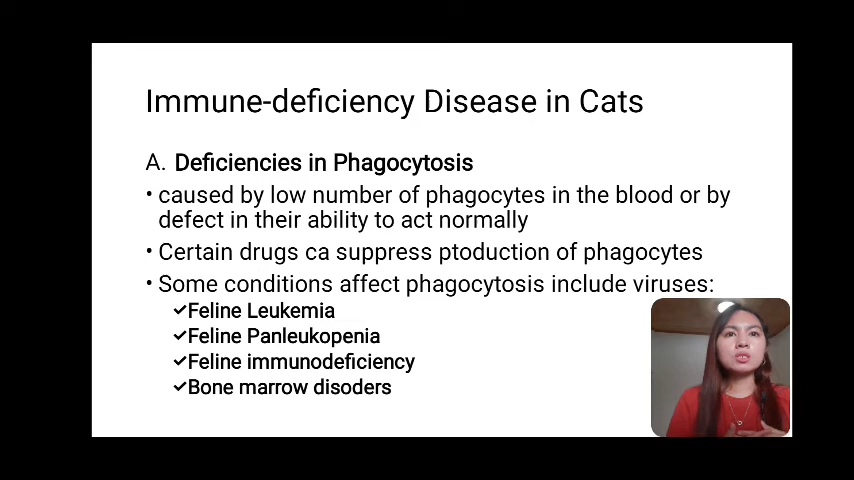 Immune-deficiency Disease in Cats
A. Deficiencies in Phagocytosis
• caused by low number of phagocytes in the blood or by
defect in their ability to act normally
• Certain drugs ca suppress ptoduction of phagocytes
• Some conditions affect phagocytosis include viruses:
✓Feline Leukemia
✓Feline Panleukopenia
✓Feline immunodeficiency
✓Bone marrow disoders